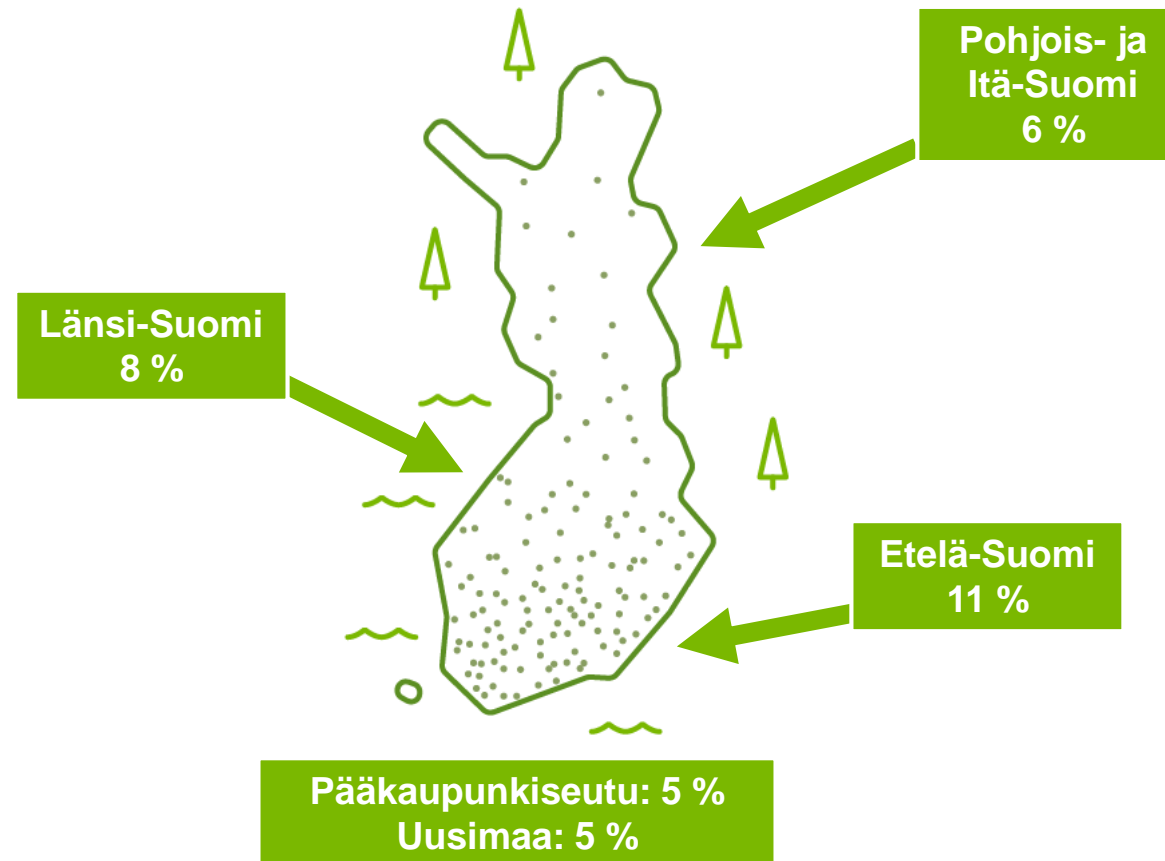 Pohjois- ja
Itä-Suomi
6 %
Länsi-Suomi
8 %
Etelä-Suomi
11 %
Pääkaupunkiseutu: 5 %
Uusimaa: 5 %